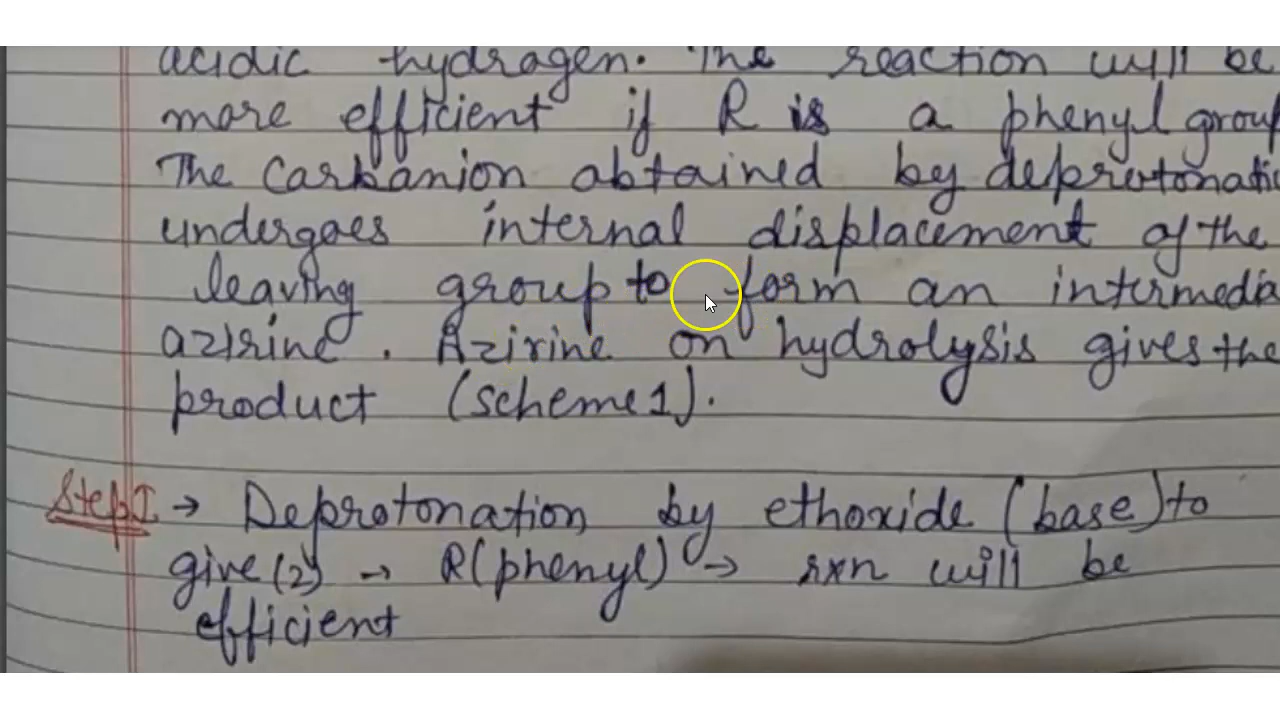 acidic hydrogen. The reaction will be
more efficient if R is a phenyl group
The Carbanion obtained by deprotonatio
undergoes internal displacement of the
leaving group to form an intermedia
azirine. Azirine on hydrolysis gives the
product (scheme 1).
Step I → Deprotonation by ethoxide (base) to
give (2) → R(phenyl) → rxn will be
efficient